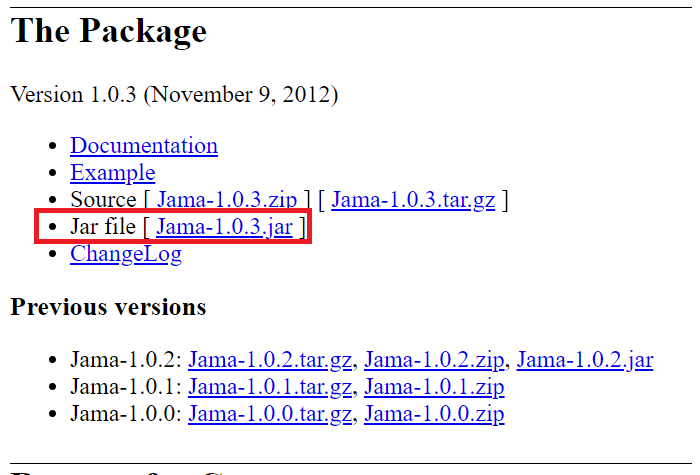 The Package
Version 1.0.3 (November 9, 2012)
Documentation
Example
Source [ Jama-1.0.3.zip ] [ Jama-1.0.3.tar.gz ]
Jar file [ Jama-1.0.3.jar ]
ChangeLog
Previous versions
Jama-1.0.2: Jama-1.0.2.tar.gz, Jama-1.0.2.zip, Jama-1.0.2.jar
Jama-1.0.1: Jama-1.0.1.tar.gz, Jama-1.0.1.zip
Jama-1.0.0: Jama-1.0.0.tar.gz, Jama-1.0.0.zip